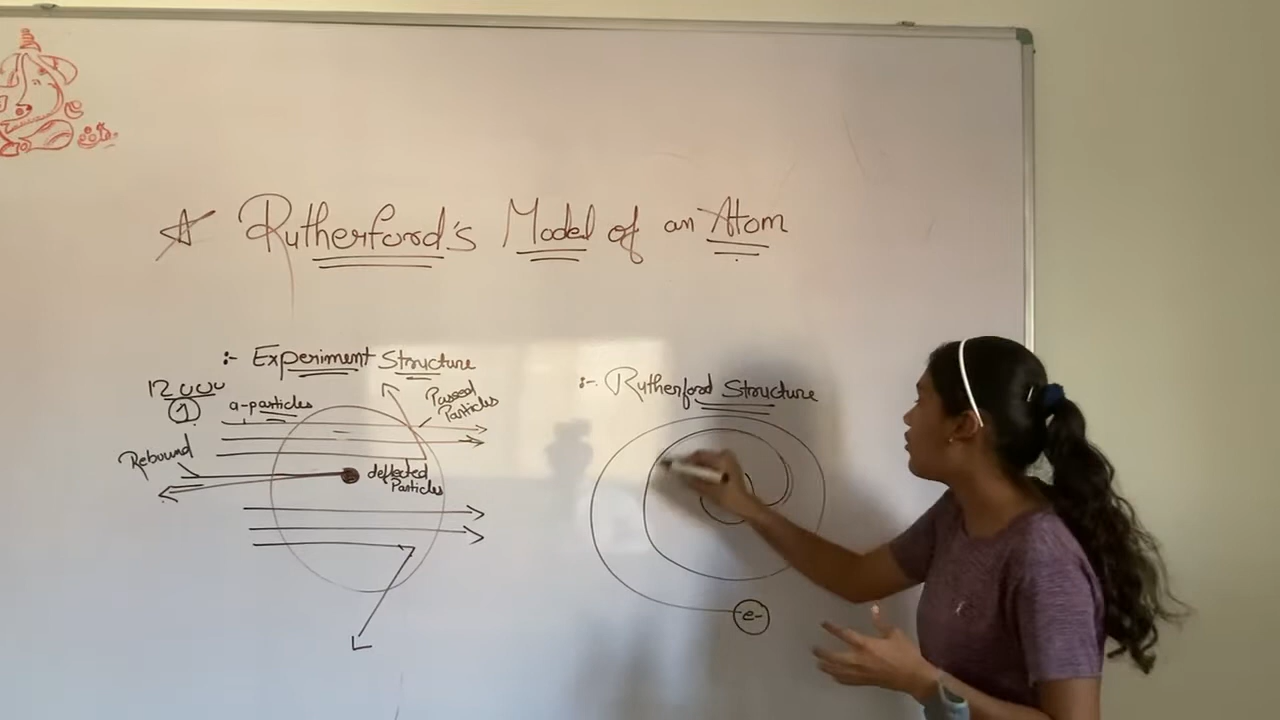 Rutherford's Model of an Atom
:- Experiment Structure
12000
1
a-particles
Passed
Particles
Rebound
deflected
Particles
:- Rutherford Structure
e-